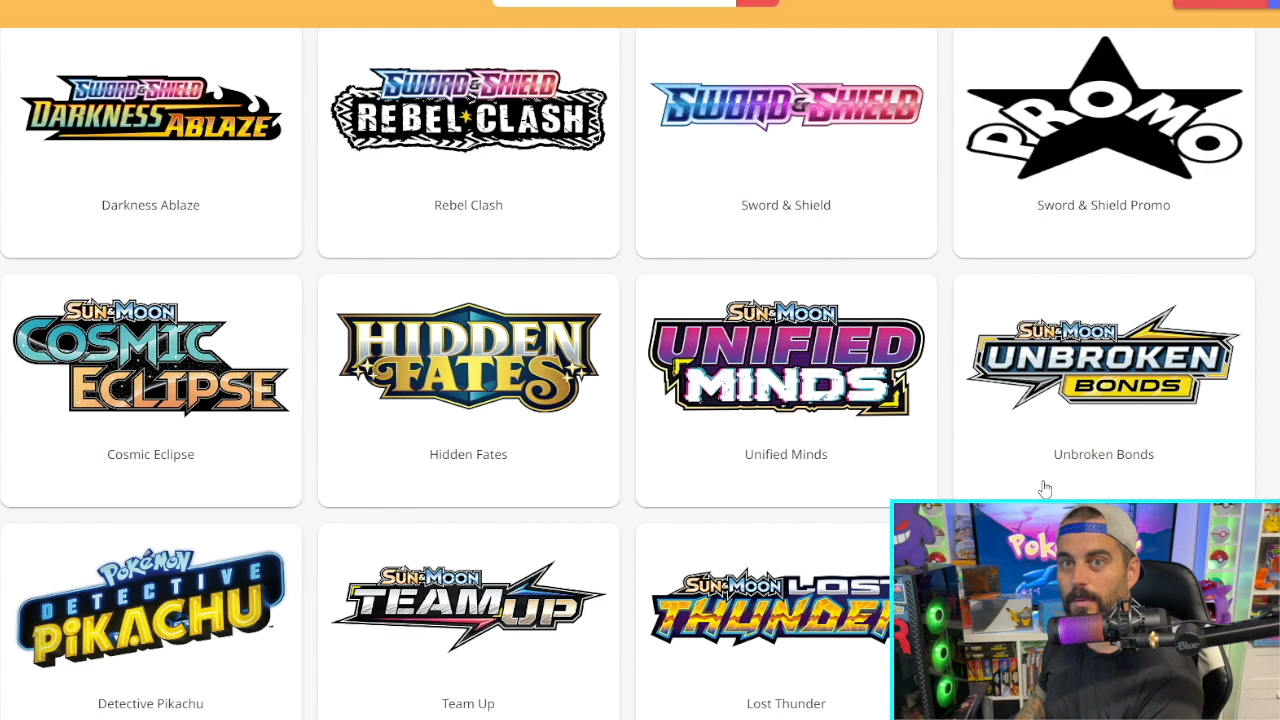 SWORD & SHIELD
DARKNESS ABLAZE
Darkness Ablaze
SWORD & SHIELD
REBEL CLASH
Rebel Clash
SWORD & SHIELD
Sword & Shield
PROMO
Sword & Shield Promo
SUN & MOON
COSMIC
ECLIPSE
Cosmic Eclipse
HIDDEN
FATES
Hidden Fates
SUN & MOON
UNIFIED
MINDS
Unified Minds
SUN & MOON
UNBROKEN
BONDS
Unbroken Bonds
POKéMON
DETECTIVE
PiKACHU
Detective Pikachu
SUN & MOON
TEAM UP
Team Up
SUN & MOON LOST
THUNDER
Lost Thunder
Pok
Blue